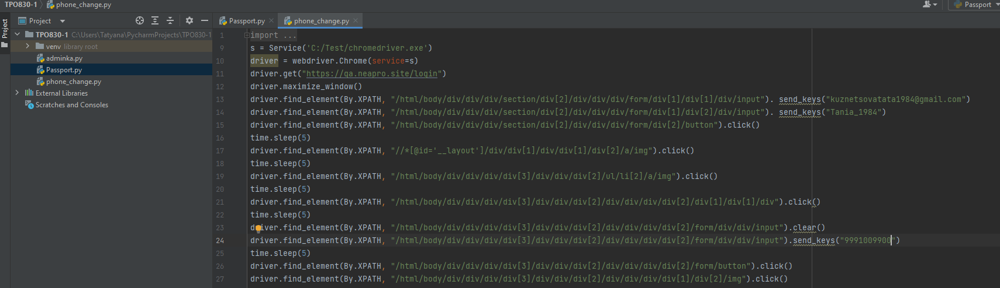 TPO830-1 phone_change.py Passport
Project Passport.py phone_change.py
Project
TPO830-1 C:\Users\Tatyana\PycharmProjects\TPO830-1
venv library root
adminka.py
Passport.py
phone_change.py
External Libraries
Scratches and Consoles
1 import ...
9 s = Service('C:/Test/chromedriver.exe')
10 driver = webdriver.Chrome(service=s)
11 driver.get("https://qa.neapro.site/login")
12 driver.maximize_window()
13 driver.find_element(By.XPATH, "/html/body/div/div/div/section/div[2]/div/div/div/form/div[1]/div[1]/div/input"). send_keys("kuznetsovatata1984@gmail.com")
14 driver.find_element(By.XPATH, "/html/body/div/div/div/section/div[2]/div/div/div/form/div[1]/div[2]/div/input"). send_keys("Tania_1984")
15 driver.find_element(By.XPATH, "/html/body/div/div/div/section/div[2]/div/div/div/form/div[2]/button").click()
16 time.sleep(5)
17 driver.find_element(By.XPATH, "//*[@id='__layout']/div/div[1]/div/div[1]/div[2]/a/img").click()
18 time.sleep(5)
19 driver.find_element(By.XPATH, "/html/body/div/div/div/div[3]/div/div/div[2]/ul/li[2]/a/img").click()
20 time.sleep(5)
21 driver.find_element(By.XPATH, "/html/body/div/div/div/div[3]/div/div/div[2]/div/div/div/div[2]/div[1]/div[1]/div").click()
22 time.sleep(5)
23 driver.find_element(By.XPATH, "/html/body/div/div/div/div[3]/div/div/div[2]/div/div/div/div[2]/form/div/div/input").clear()
24 driver.find_element(By.XPATH, "/html/body/div/div/div/div[3]/div/div/div[2]/div/div/div/div[2]/form/div/div/input").send_keys("9991009900")
25 time.sleep(5)
26 driver.find_element(By.XPATH, "/html/body/div/div/div/div[3]/div/div/div[2]/div/div/div/div[2]/form/button").click()
27 driver.find_element(By.XPATH, "/html/body/div/div/div/div[3]/div/div/div[2]/div/div/div/div[1]/div[2]/img").click()